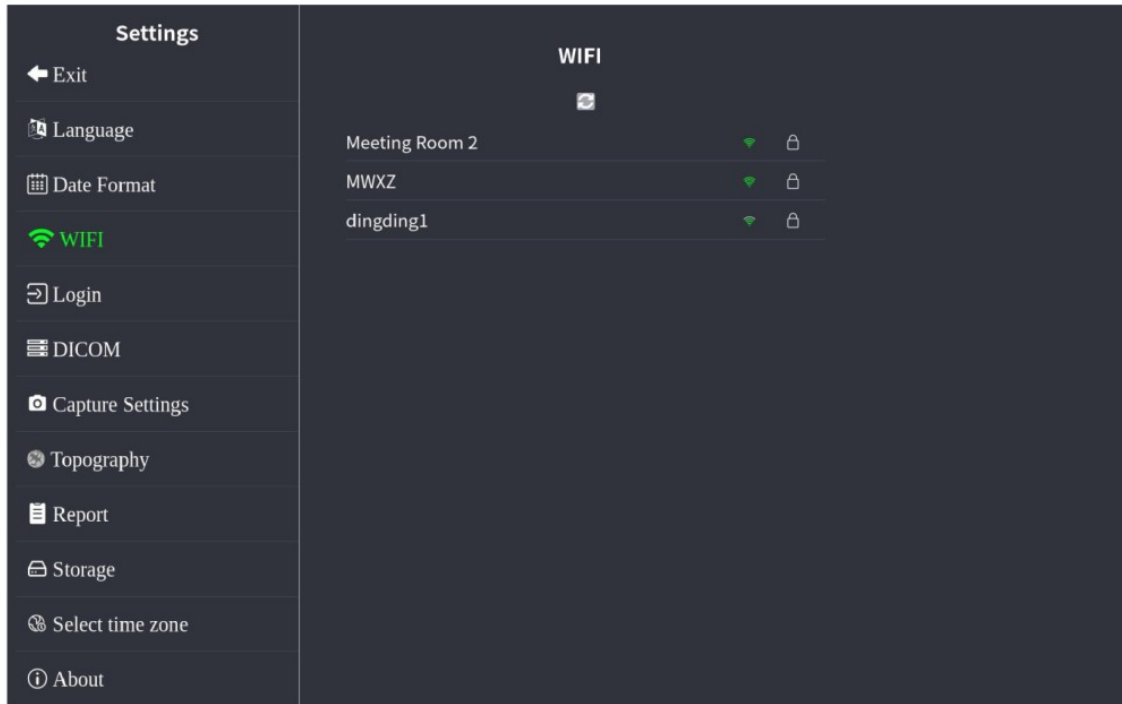 Settings
Exit
Language
Date Format
WIFI
Login
DICOM
Capture Settings
Topography
Report
Storage
Select time zone
About
WIFI
Meeting Room 2
MWXZ
dingding1